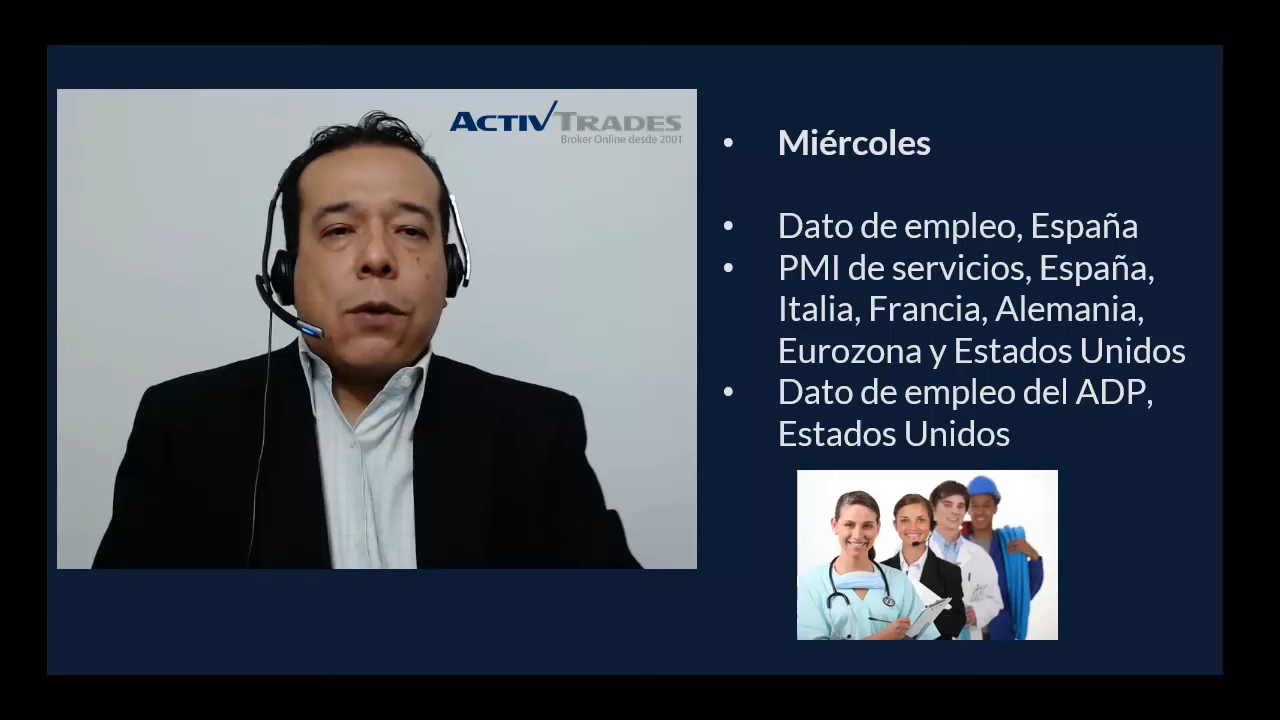 ACTIVTRADES
Broker Online desde 2001
• Miércoles
• Dato de empleo, España
• PMI de servicios, España,
Italia, Francia, Alemania,
Eurozona y Estados Unidos
• Dato de empleo del ADP,
Estados Unidos